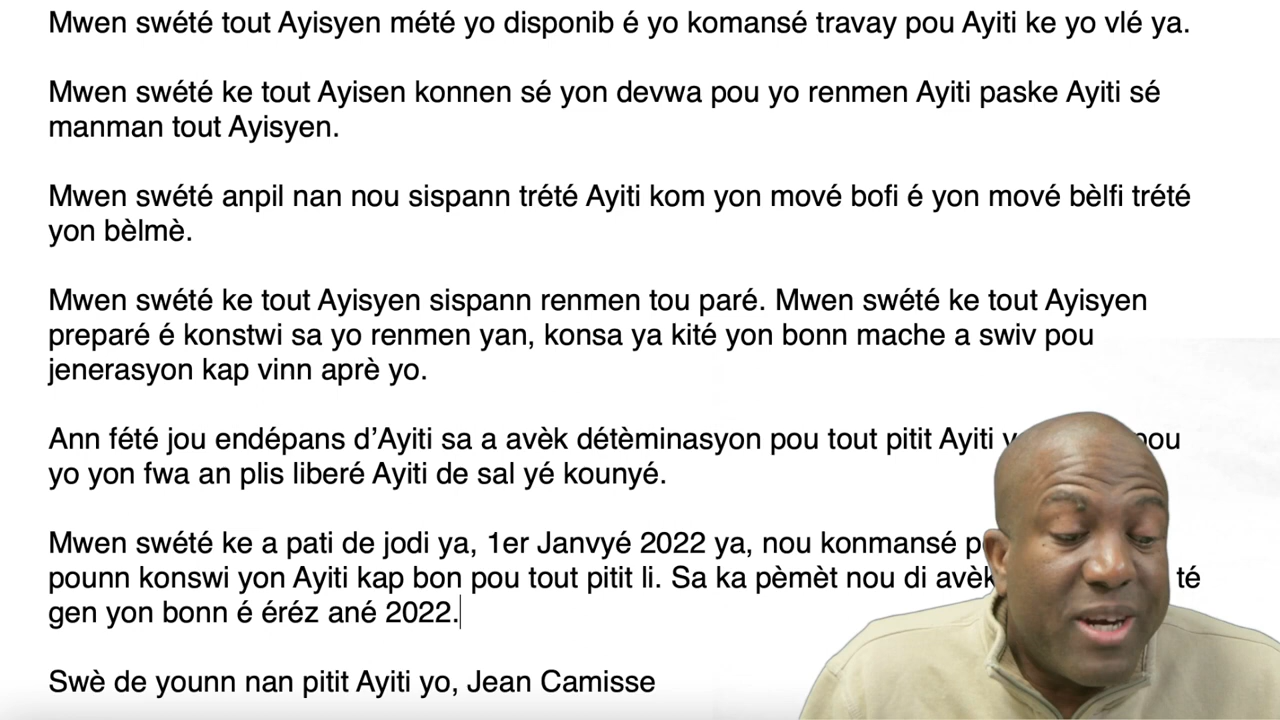 Mwen swété tout Ayisyen mété yo disponib é yo komansé travay pou Ayiti ke yo vlé ya.
Mwen swété ke tout Ayisen konnen sé yon devwa pou yo renmen Ayiti paske Ayiti sé
manman tout Ayisyen.
Mwen swété anpil nan nou sispann trété Ayiti kom yon mové bofi é yon mové bèlfi trété
yon bèlmè.
Mwen swété ke tout Ayisyen sispann renmen tou paré. Mwen swété ke tout Ayisyen
preparé é konstwi sa yo renmen yan, konsa ya kité yon bonn mache a swiv pou
jenerasyon kap vinn aprè yo.
Ann fété jou endépans d’Ayiti sa a avèk détèminasyon pou tout pitit Ayiti pou
yo yon fwa an plis liberé Ayiti de sal yé kounyé.
Mwen swété ke a pati de jodi ya, 1er Janvyé 2022 ya, nou konmansé
pounn konswi yon Ayiti kap bon pou tout pitit li. Sa ka pèmèt nou di avèk té
gen yon bonn é éréz ané 2022.
Swè de younn nan pitit Ayiti yo, Jean Camisse